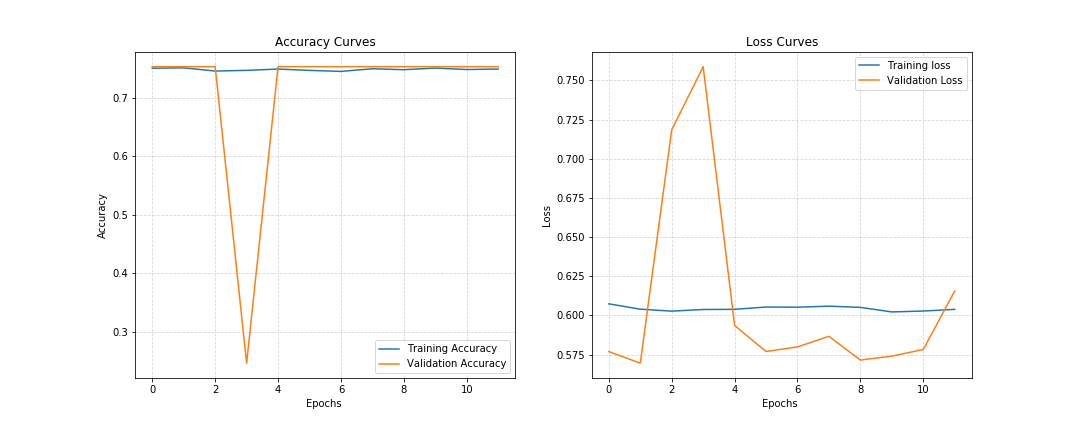 Accuracy Curves
0.7
0.6
0.5
0.4
0.3
Accuracy
0 2 4 6 8 10
Epochs
Training Accuracy
Validation Accuracy
Loss Curves
0.750
0.725
0.700
0.675
0.650
0.625
0.600
0.575
Loss
0 2 4 6 8 10
Epochs
Training loss
Validation Loss